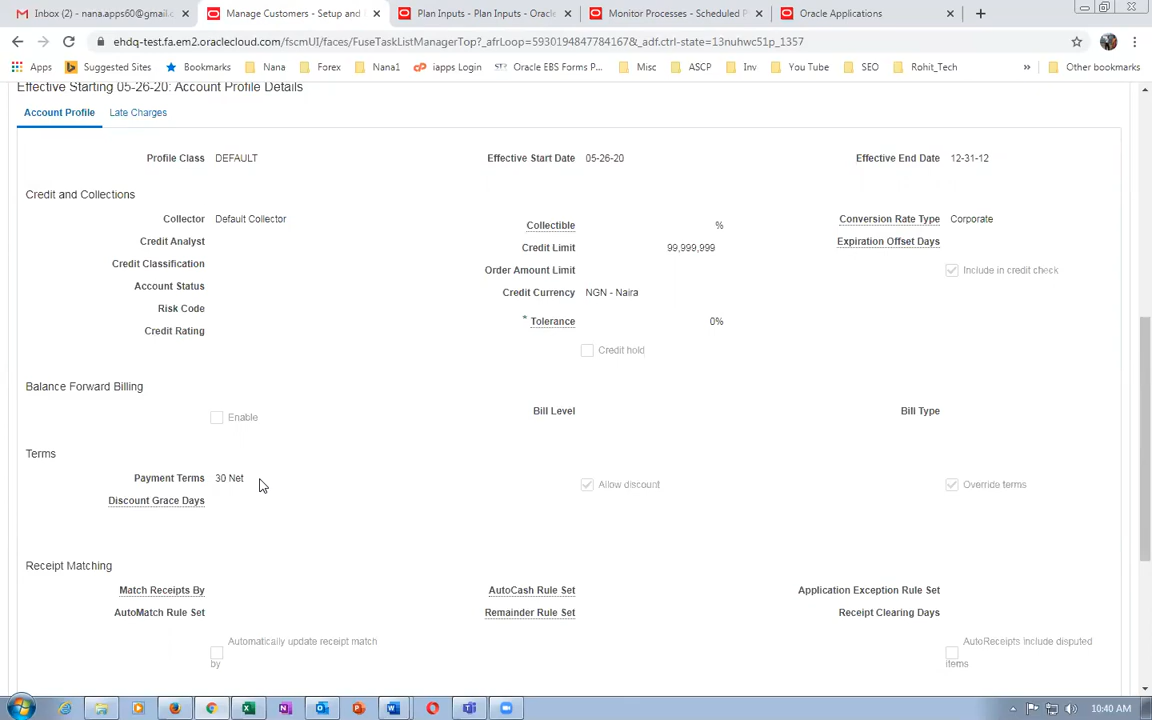 Inbox (2) - nana.apps60@gmail.c
Manage Customers - Setup and
Plan Inputs - Plan Inputs - Oracl
Monitor Processes - Scheduled P
Oracle Applications
ehdq-test.fa.em2.oraclecloud.com/fscmUI/faces/FuseTaskListManagerTop?_afrLoop=5930194847784167&_adf.ctrl-state=13nuhwc51p_1357
Apps
Suggested Sites
Bookmarks
Nana
Forex
Nana1
iapps Login
Oracle EBS Forms P...
Misc
ASCP
Inv
You Tube
SEO
Rohit_Tech
»
Other bookmarks
Effective Starting 05-26-20: Account Profile Details
Account Profile
Late Charges
Profile Class DEFAULT
Effective Start Date 05-26-20
Effective End Date 12-31-12
Credit and Collections
Collector Default Collector
Credit Analyst
Credit Classification
Account Status
Risk Code
Credit Rating
Collectible %
Credit Limit 99,999,999
Order Amount Limit
Credit Currency NGN - Naira
* Tolerance 0%
Credit hold
Conversion Rate Type Corporate
Expiration Offset Days
Include in credit check
Balance Forward Billing
Enable
Bill Level
Bill Type
Terms
Payment Terms 30 Net
Discount Grace Days
Allow discount
Override terms
Receipt Matching
Match Receipts By
AutoMatch Rule Set
AutoCash Rule Set
Remainder Rule Set
Application Exception Rule Set
Receipt Clearing Days
Automatically update receipt match
by
AutoReceipts include disputed
items
10:40 AM